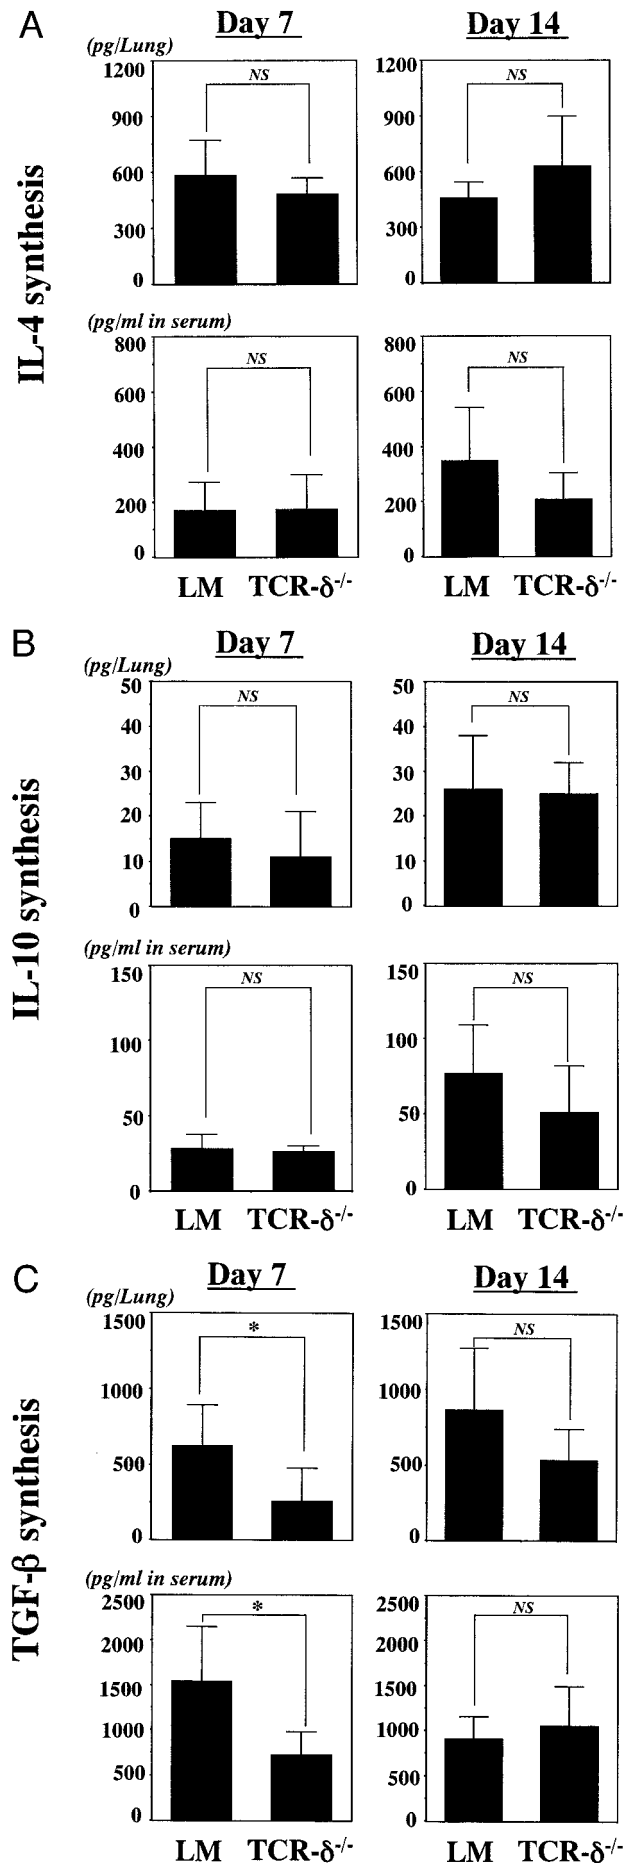 A
Day 7 Day 14
(pg/Lung)
IL-4 synthesis
1200 1200
NS NS
900 900
600 600
300 300
0 0
(pg/ml in serum)
800 800
NS NS
600 600
400 400
200 200
0 0
LM TCR-δ-/- LM TCR-δ-/-
B
Day 7 Day 14
(pg/Lung)
IL-10 synthesis
50 50
NS NS
40 40
30 30
20 20
10 10
0 0
(pg/ml in serum)
150 150
NS NS
100 100
50 50
0 0
LM TCR-δ-/- LM TCR-δ-/-
C
Day 7 Day 14
(pg/Lung)
TGF-β synthesis
1500 1500
* NS
1000 1000
500 500
0 0
(pg/ml in serum)
2500 2500
* NS
2000 2000
1500 1500
1000 1000
500 500
0 0
LM TCR-δ-/- LM TCR-δ-/-